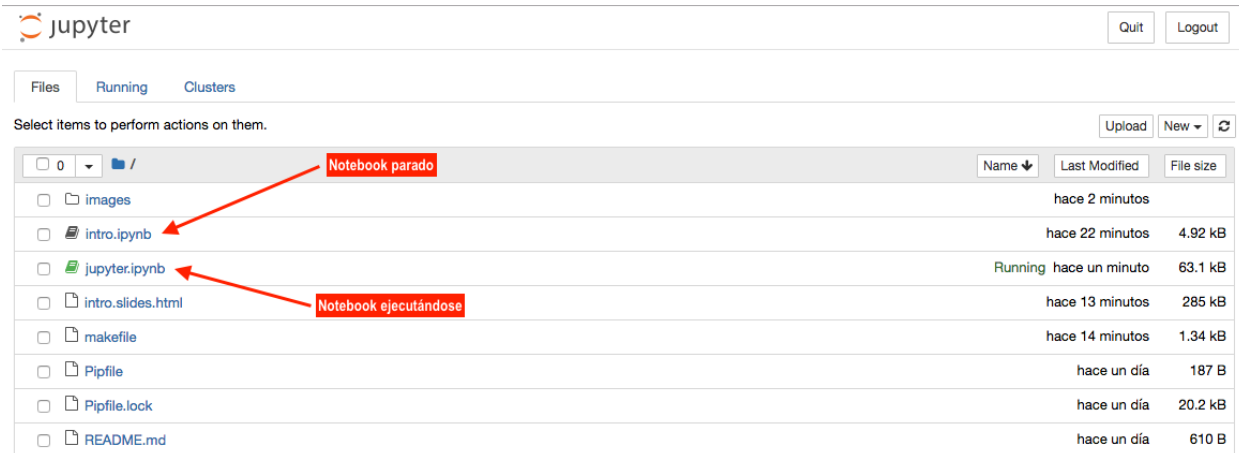 jupyter
Quit Logout
Files Running Clusters
Select items to perform actions on them.
Upload New
0 / Notebook parado Name Last Modified File size
images hace 2 minutos
intro.ipynb hace 22 minutos 4.92 kB
jupyter.ipynb Running hace un minuto 63.1 kB
intro.slides.html Notebook ejecutándose hace 13 minutos 285 kB
makefile hace 14 minutos 1.34 kB
Pipfile hace un día 187 B
Pipfile.lock hace un día 20.2 kB
README.md hace un día 610 B